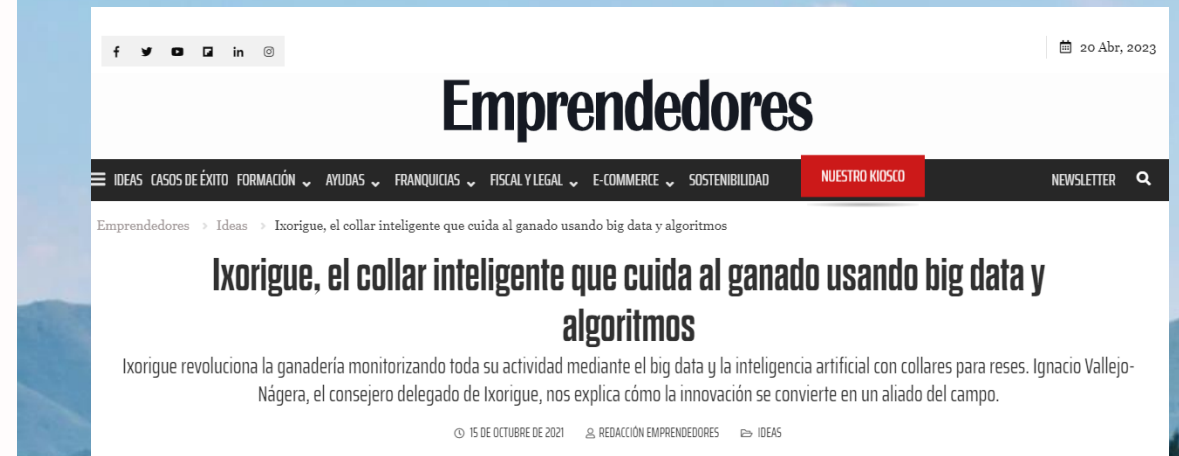 20 Abr, 2023
Emprendedores
IDEAS CASOS DE ÉXITO FORMACIÓN AYUDAS FRANQUICIAS FISCAL Y LEGAL E-COMMERCE SOSTENIBILIDAD NUESTRO KIOSCO NEWSLETTER
Emprendedores > Ideas > Ixorigue, el collar inteligente que cuida al ganado usando big data y algoritmos
Ixorigue, el collar inteligente que cuida al ganado usando big data y
algoritmos
Ixorigue revoluciona la ganadería monitorizando toda su actividad mediante el big data y la inteligencia artificial con collares para reses. Ignacio Vallejo-
Nágera, el consejero delegado de Ixorigue, nos explica cómo la innovación se convierte en un aliado del campo.
15 DE OCTUBRE DE 2021 REDACCIÓN EMPRENDEDORES IDEAS